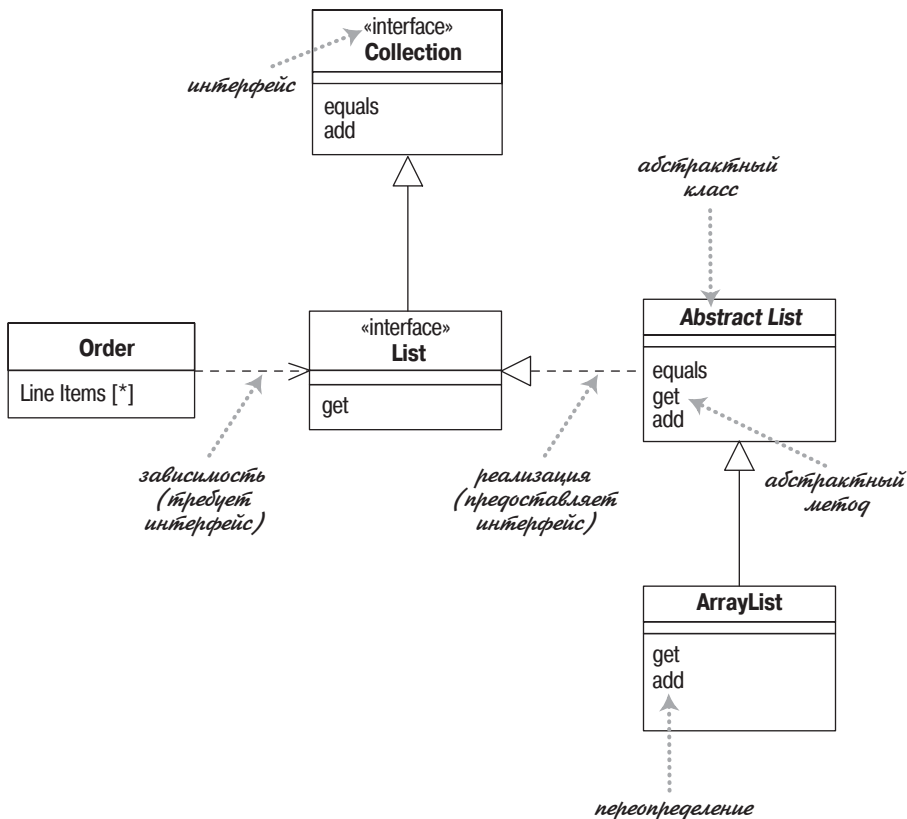 «interface»
Collection
интерфейс
equals
add
абстрактный
класс
Order
Line Items [*]
«interface»
List
get
Abstract List
equals
get
add
зависимость
(требует
интерфейс)
реализация
(предоставляет
интерфейс)
абстрактный
метод
ArrayList
get
add
переопределение